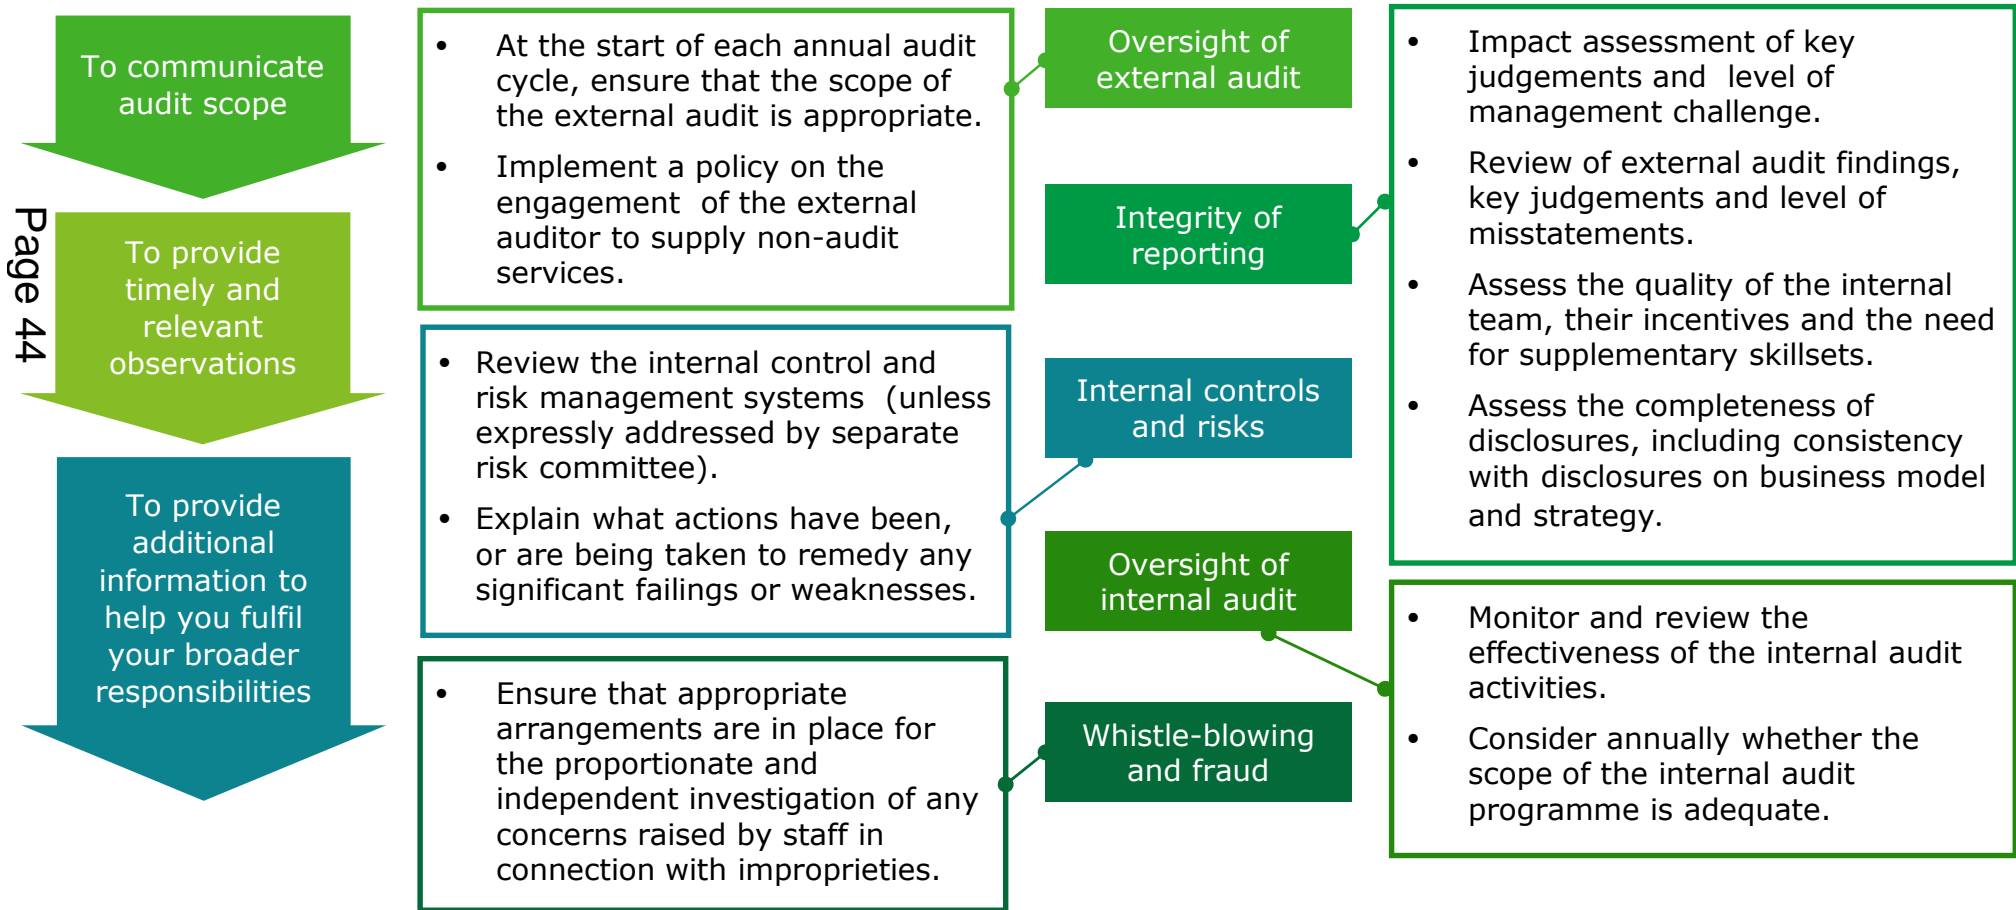 To communicate
audit scope
Page 44
To provide
timely and
relevant
observations
To provide
additional
information to
help you fulfil
your broader
responsibilities
• At the start of each annual audit
cycle, ensure that the scope of
the external audit is appropriate.
• Implement a policy on the
engagement of the external
auditor to supply non-audit
services.
• Review the internal control and
risk management systems (unless
expressly addressed by separate
risk committee).
• Explain what actions have been,
or are being taken to remedy any
significant failings or weaknesses.
• Ensure that appropriate
arrangements are in place for
the proportionate and
independent investigation of any
concerns raised by staff in
connection with improprieties.
Oversight of
external audit
Integrity of
reporting
Internal controls
and risks
Oversight of
internal audit
Whistle-blowing
and fraud
• Impact assessment of key
judgements and level of
management challenge.
• Review of external audit findings,
key judgements and level of
misstatements.
• Assess the quality of the internal
team, their incentives and the need
for supplementary skillsets.
• Assess the completeness of
disclosures, including consistency
with disclosures on business model
and strategy.
• Monitor and review the
effectiveness of the internal audit
activities.
• Consider annually whether the
scope of the internal audit
programme is adequate.